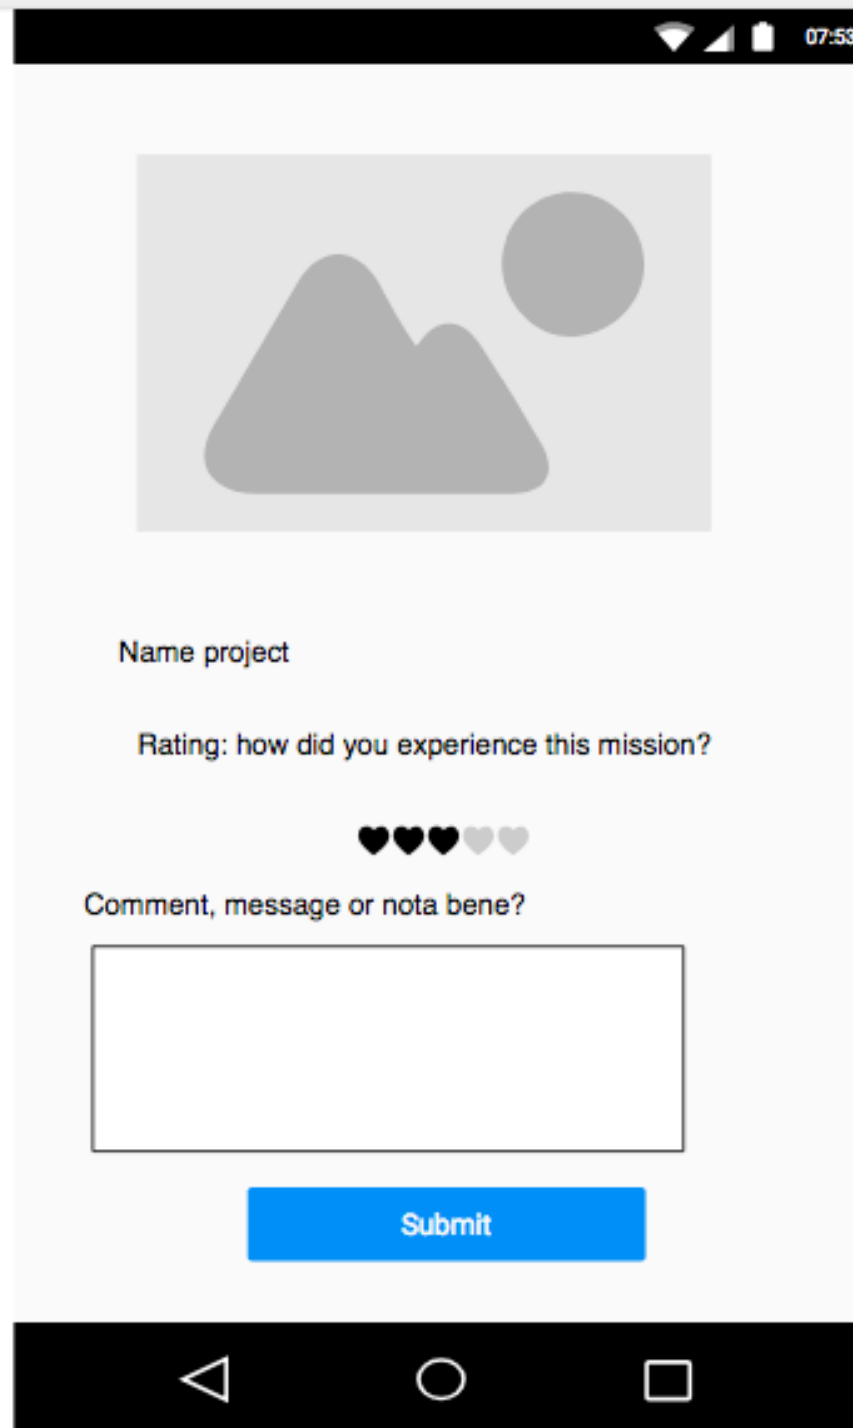 07:53
Name project
Rating: how did you experience this mission?
Comment, message or nota bene?
Submit